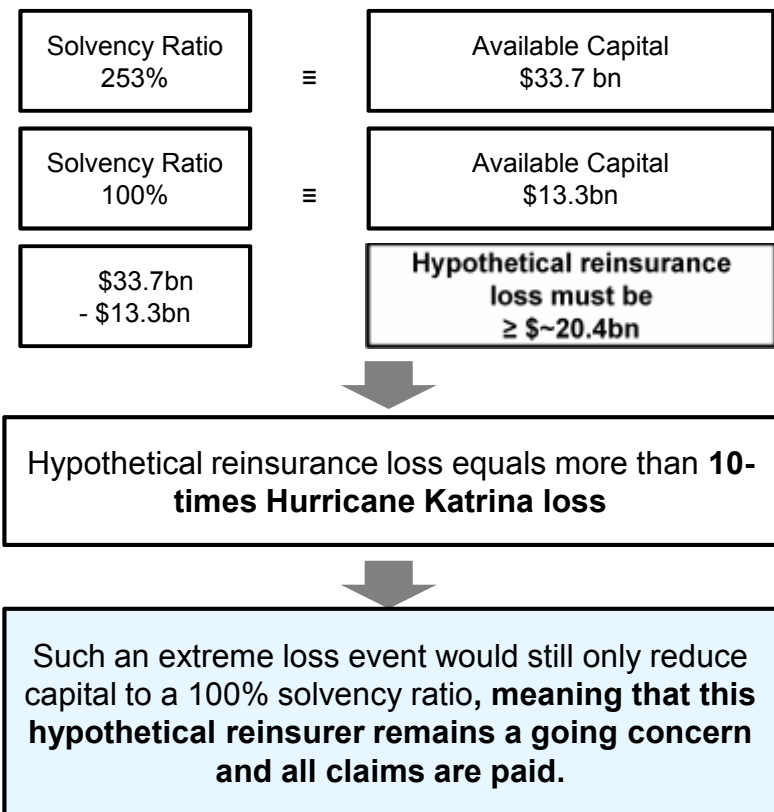 Solvency Ratio
253%
≡
Available Capital
$33.7 bn
Solvency Ratio
100%
≡
Available Capital
$13.3bn
$33.7bn
- $13.3bn
Hypothetical reinsurance
loss must be
≥ $~20.4bn
Hypothetical reinsurance loss equals more than 10-
times Hurricane Katrina loss
Such an extreme loss event would still only reduce
capital to a 100% solvency ratio, meaning that this
hypothetical reinsurer remains a going concern
and all claims are paid.